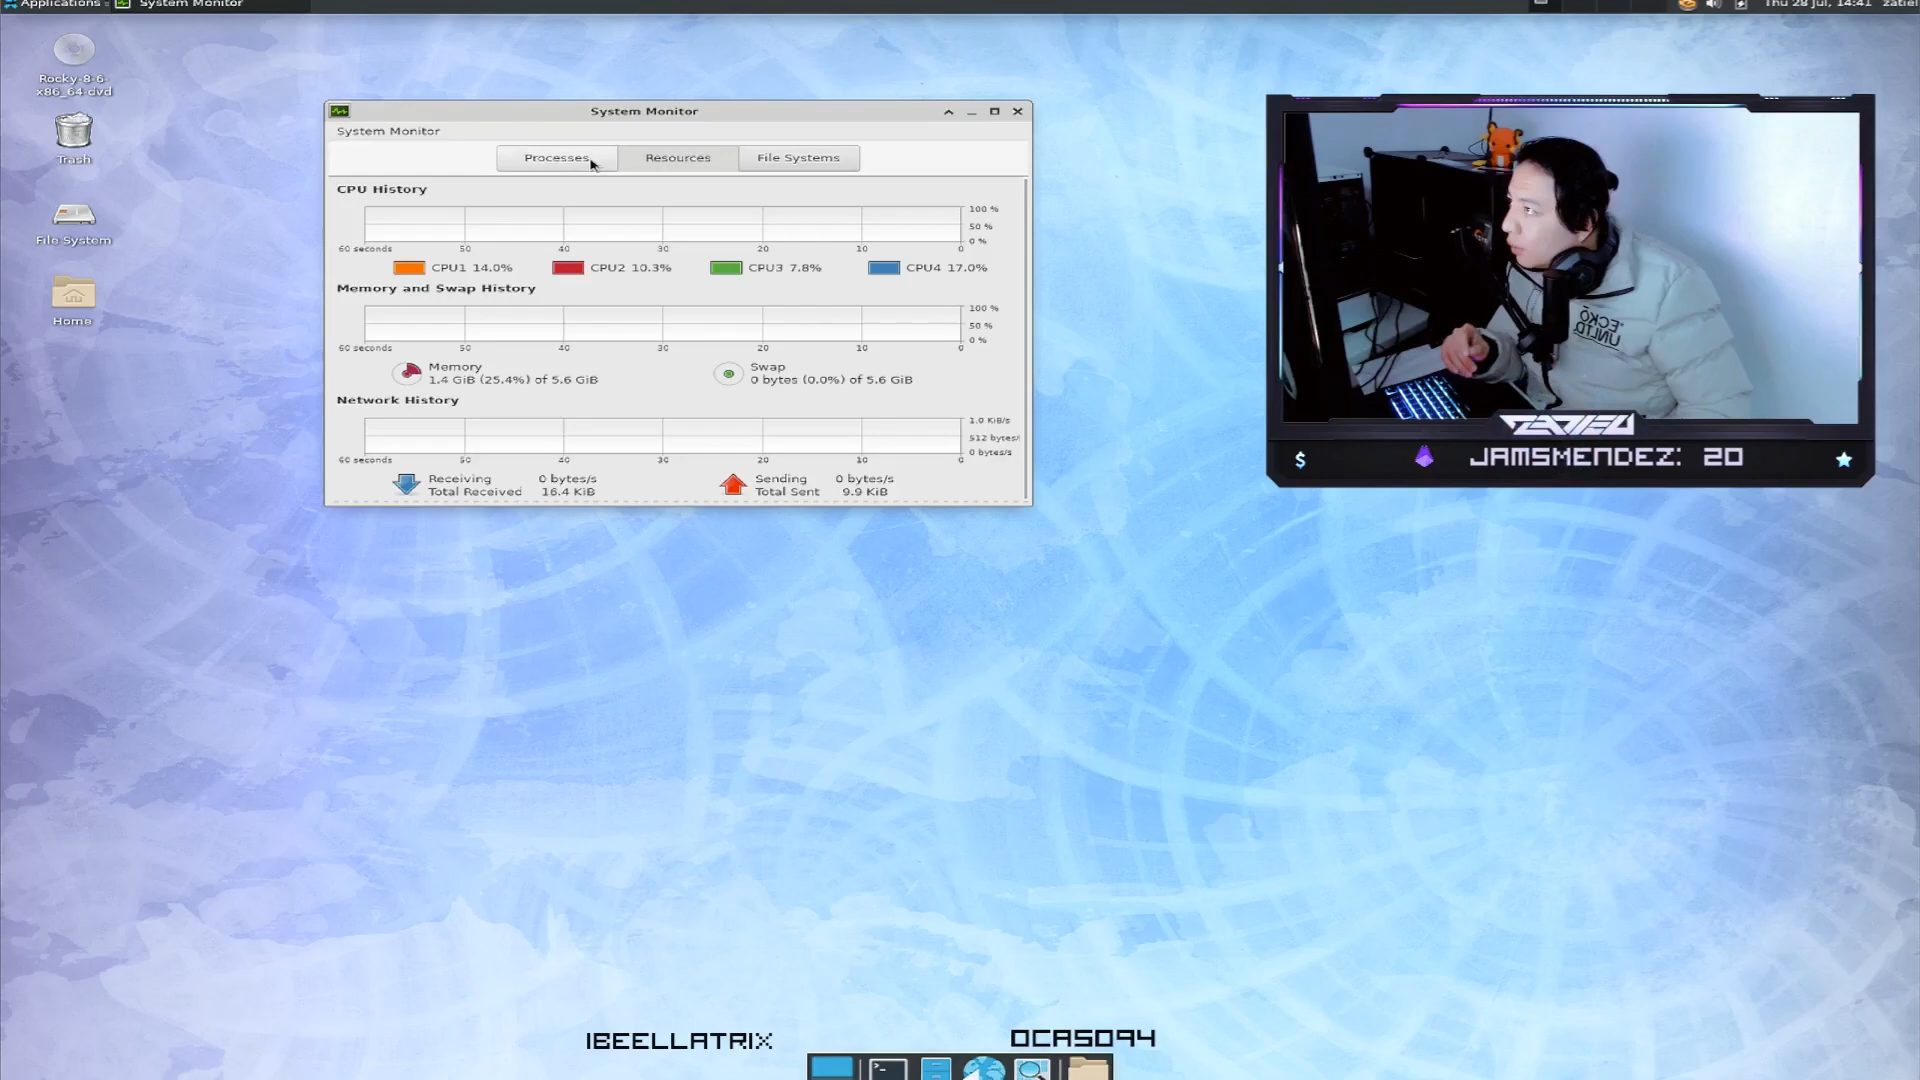 Applications
System Monitor
Thu 28 Jul, 14:41
zatiel
Rocky-8-6-
x86_64-dvd
Trash
File System
Home
System Monitor
System Monitor
Processes
Resources
File Systems
CPU History
100 %
50 %
0 %
60 seconds 50 40 30 20 10 0
CPU1 14.0%
CPU2 10.3%
CPU3 7.8%
CPU4 17.0%
Memory and Swap History
100 %
50 %
0 %
60 seconds 50 40 30 20 10 0
Memory
1.4 GiB (25.4%) of 5.6 GiB
Swap
0 bytes (0.0%) of 5.6 GiB
Network History
1.0 KiB/s
512 bytes/
0 bytes/s
60 seconds 50 40 30 20 10 0
Receiving 0 bytes/s
Total Received 16.4 KiB
Sending 0 bytes/s
Total Sent 9.9 KiB
ECKŌ
UNLTD
$
JAMSMENDEZ: 20
IBEELLATRIX
OCASO94